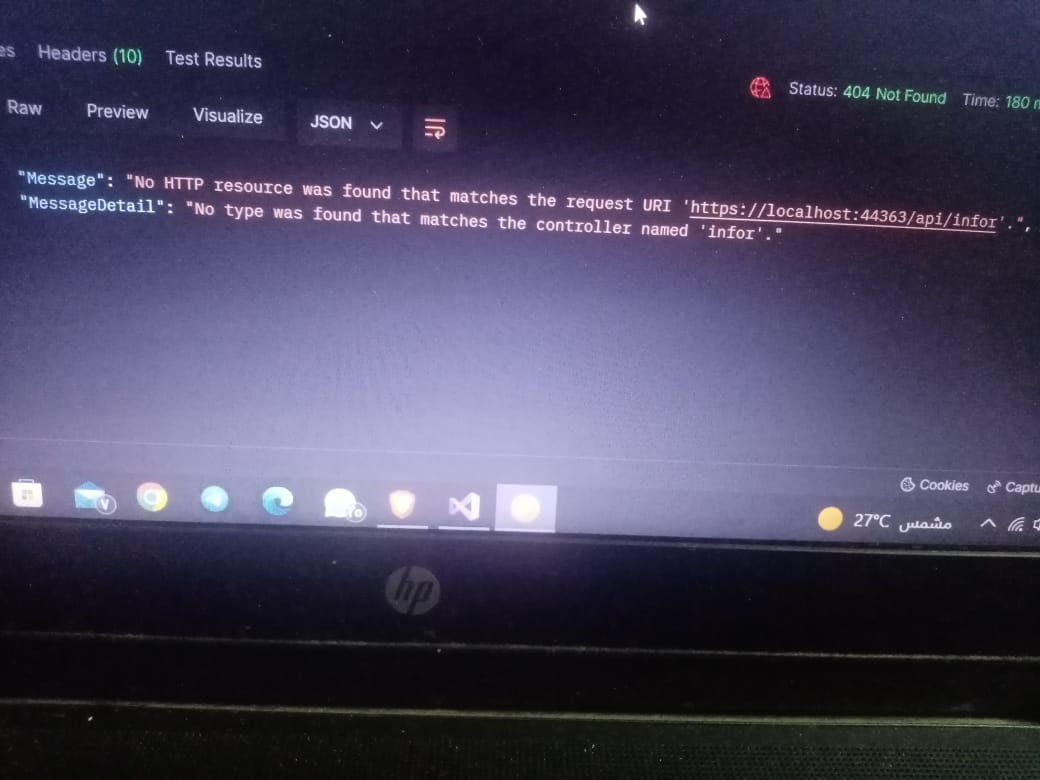 es Headers (10) Test Results
Status: 404 Not Found Time: 180 m
Raw Preview Visualize JSON
"Message": "No HTTP resource was found that matches the request URI 'https://localhost:44363/api/infor'.",
"MessageDetail": "No type was found that matches the controller named 'infor'."
Cookies Captu
V
27°C مشمس
hp